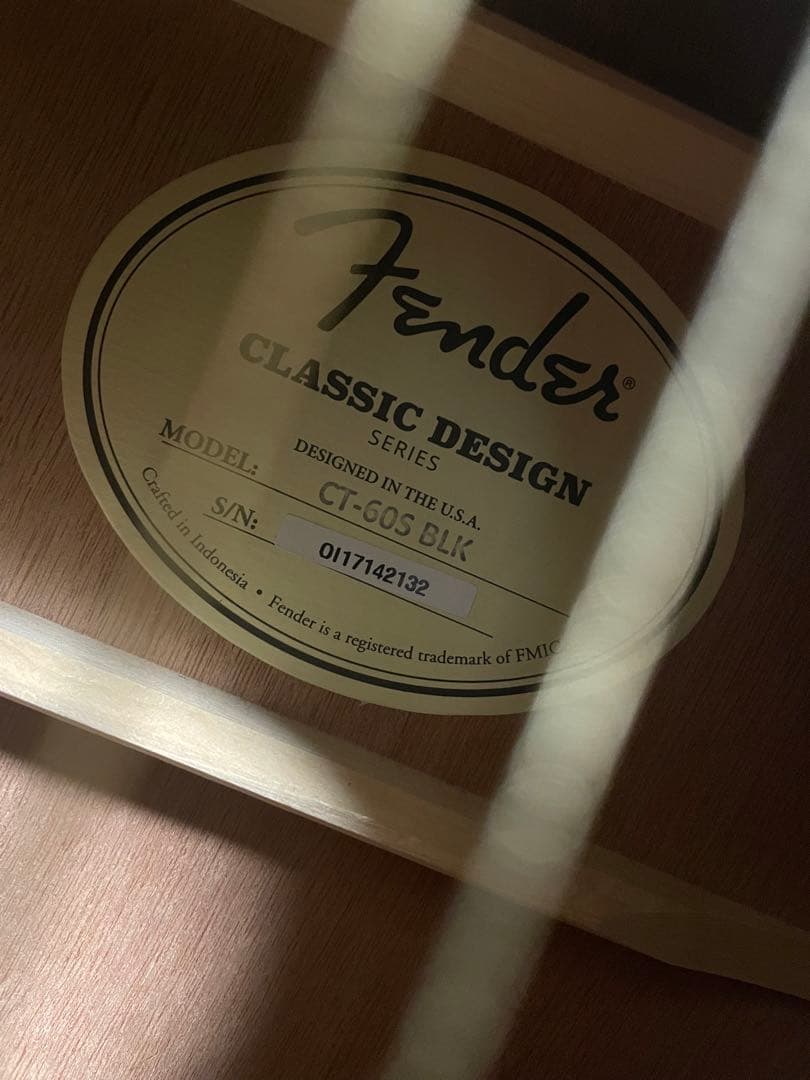 Fender®
CLASSIC DESIGN
SERIES
DESIGNED IN THE U.S.A.
MODEL: CT-60S BLK
S/N: OI17142132
Crafted in Indonesia • Fender is a registered trademark of FMIC